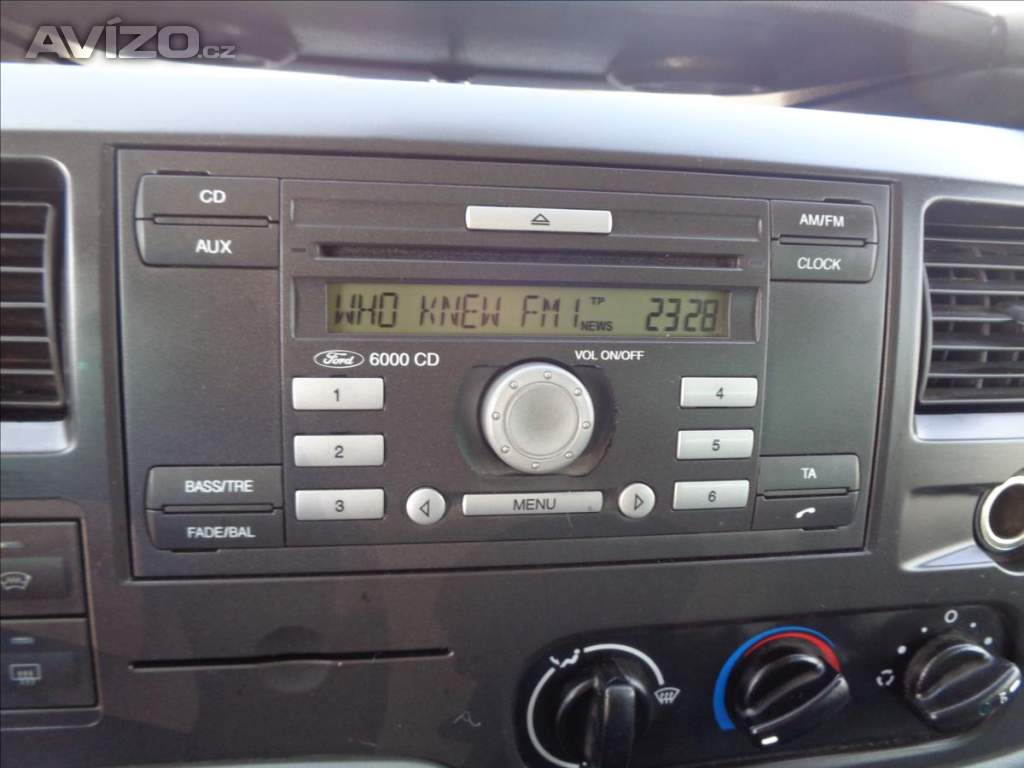 AVÍZO.cz
CD
AUX
AM/FM
CLOCK
WHO KNEW FM1 TP NEWS 2328
Ford 6000 CD
VOL ON/OFF
1
2
3
4
5
6
BASS/TRE
FADE/BAL
MENU
TA